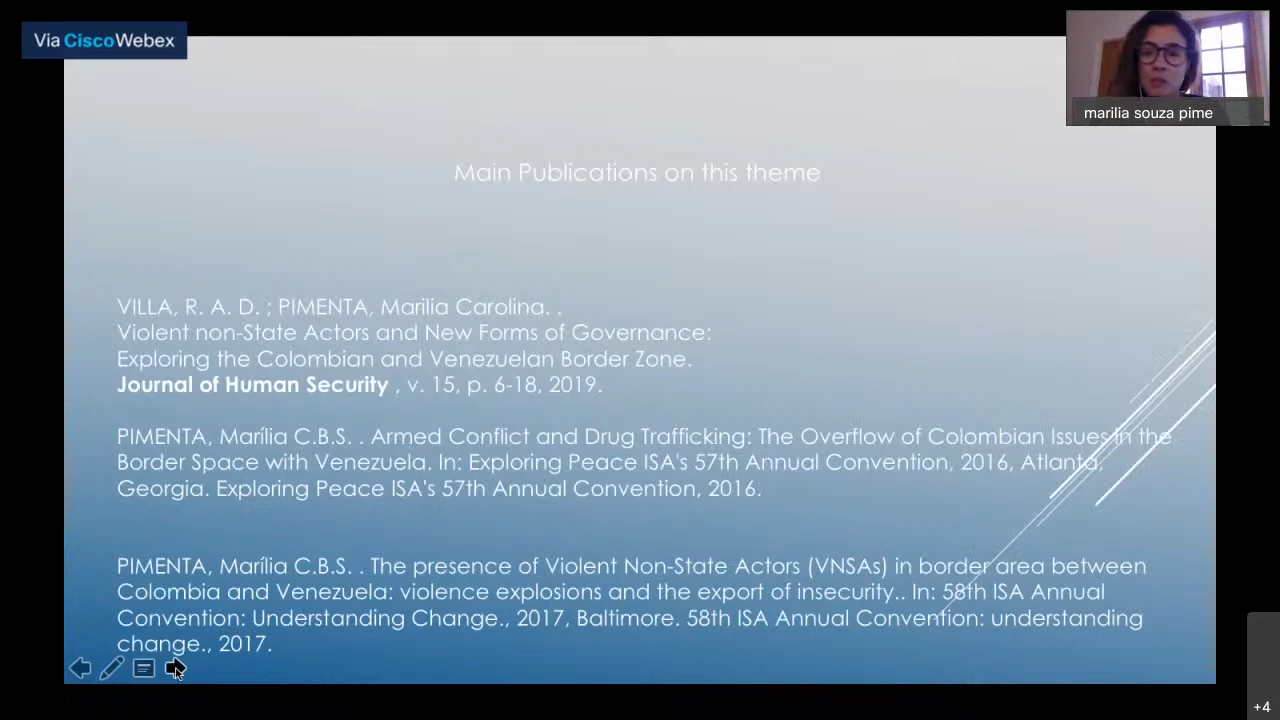 Via CiscoWebex
marilia souza pime
Main Publications on this theme
VILLA, R. A. D. ; PIMENTA, Marilia Carolina. .
Violent non-State Actors and New Forms of Governance:
Exploring the Colombian and Venezuelan Border Zone.
Journal of Human Security , v. 15, p. 6-18, 2019.
PIMENTA, Marília C.B.S. . Armed Conflict and Drug Trafficking: The Overflow of Colombian Issues in the
Border Space with Venezuela. In: Exploring Peace ISA's 57th Annual Convention, 2016, Atlanta,
Georgia. Exploring Peace ISA's 57th Annual Convention, 2016.
PIMENTA, Marília C.B.S. . The presence of Violent Non-State Actors (VNSAs) in border area between
Colombia and Venezuela: violence explosions and the export of insecurity.. In: 58th ISA Annual
Convention: Understanding Change., 2017, Baltimore. 58th ISA Annual Convention: understanding
change., 2017.
+4